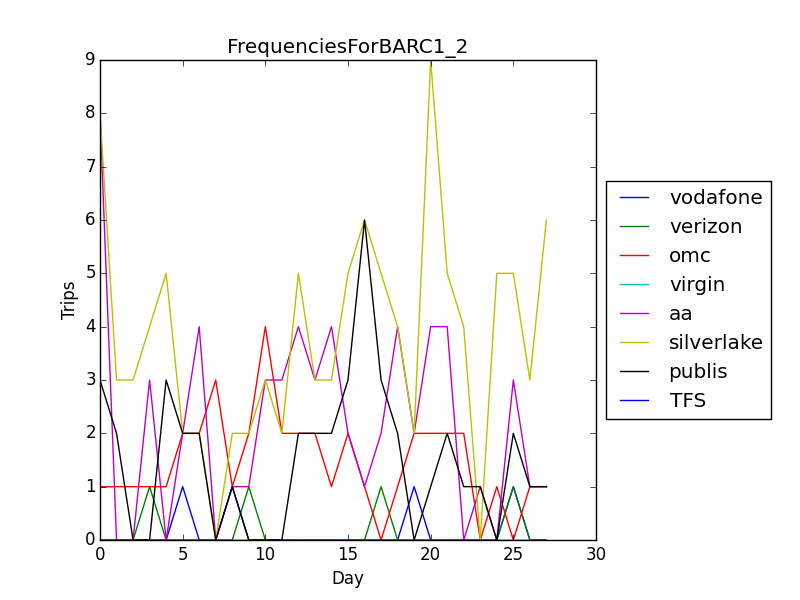 FrequenciesForBARC1_2
9
8
7
6
5
4
3
2
1
0
Trips
0 5 10 15 20 25 30
Day
vodafone
verizon
omc
virgin
aa
silverlake
publis
TFS